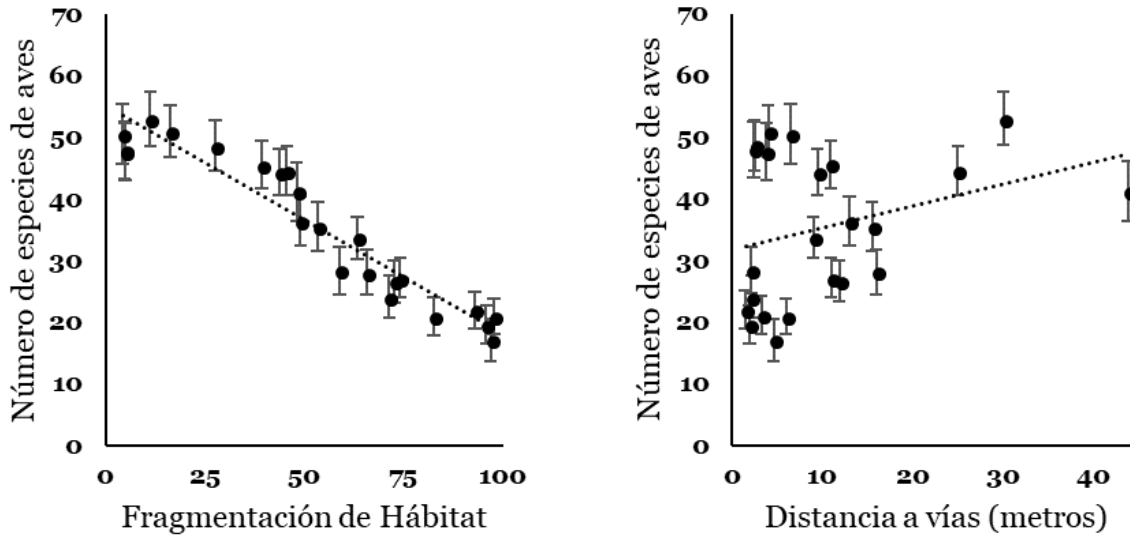 Número de especies de aves
70
60
50
40
30
20
10
0
0 25 50 75 100
Fragmentación de Hábitat
Número de especies de aves
70
60
50
40
30
20
10
0
0 10 20 30 40
Distancia a vías (metros)